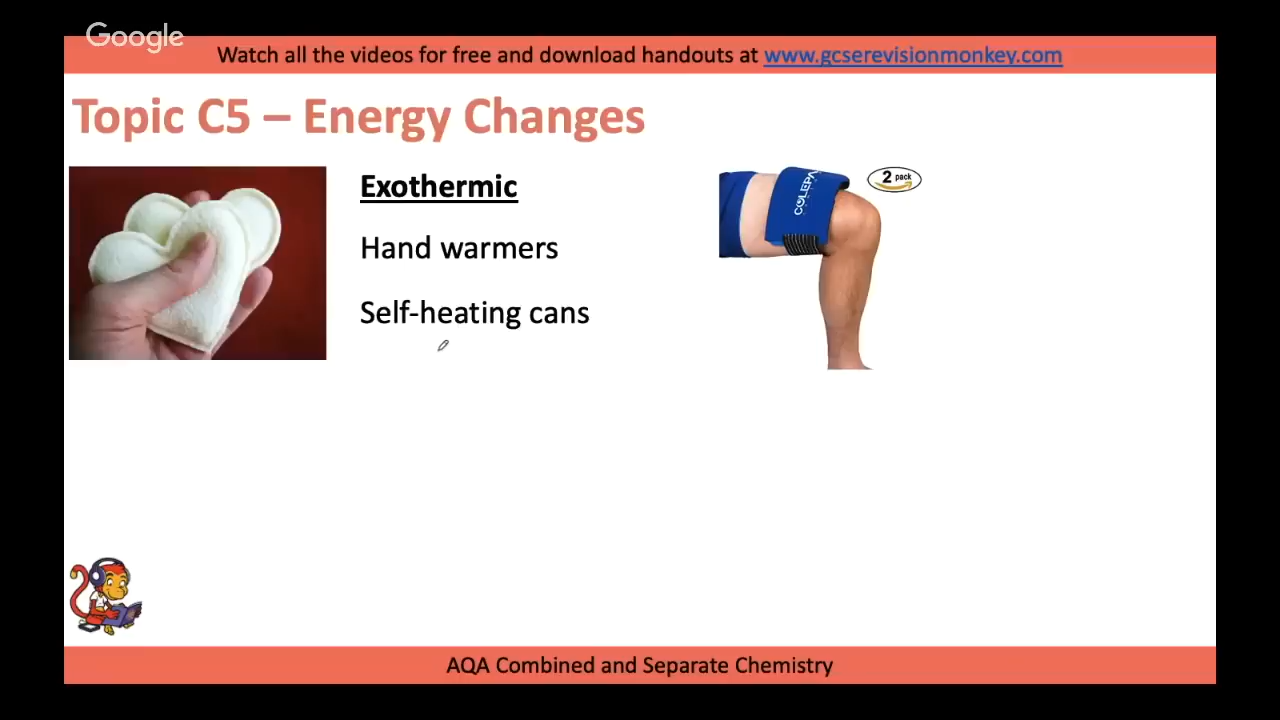 Google
Watch all the videos for free and download handouts at www.gcserevisionmonkey.com
Topic C5 – Energy Changes
Exothermic
Hand warmers
Self-heating cans
2 pack
AQA Combined and Separate Chemistry